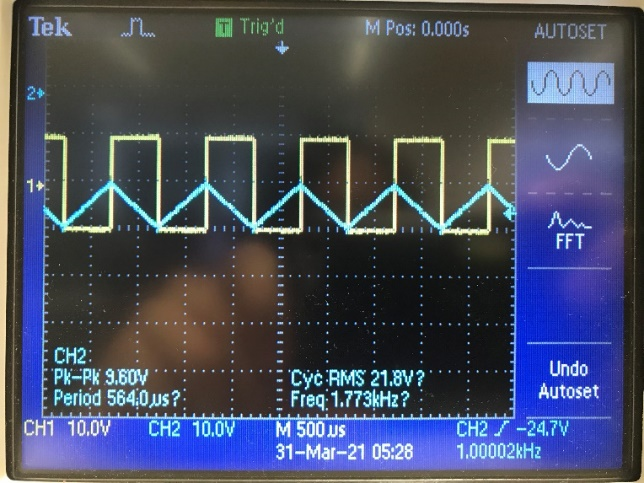 Tek T Trig'd M Pos: 0.000s AUTOSET
2
1
FFT
CH2
Pk-Pk 9.60V Cyc RMS 21.8V?
Period 564.0µs? Freq 1.773kHz?
Undo
Autoset
CH1 10.0V CH2 10.0V M 500µs CH2 -24.7V
31-Mar-21 05:28 1.00002kHz